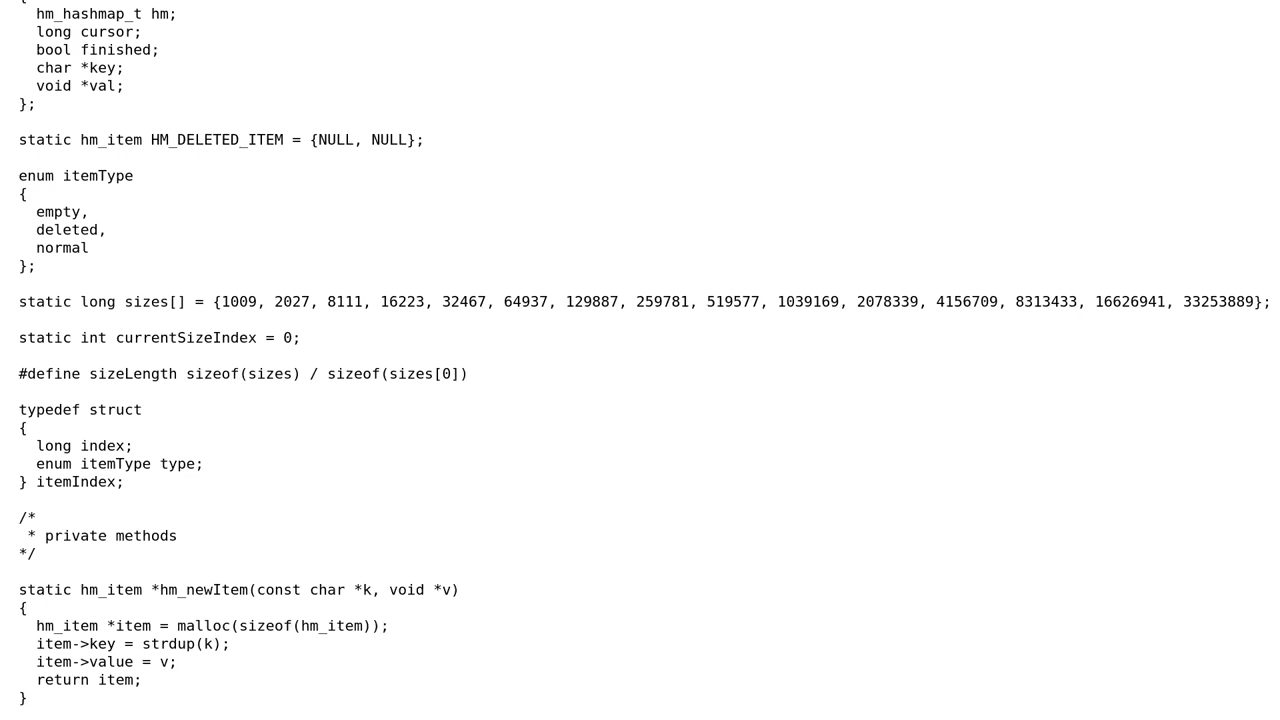 {
  hm_hashmap_t hm;
  long cursor;
  bool finished;
  char *key;
  void *val;
};

static hm_item HM_DELETED_ITEM = {NULL, NULL};

enum itemType
{
  empty,
  deleted,
  normal
};

static long sizes[] = {1009, 2027, 8111, 16223, 32467, 64937, 129887, 259781, 519577, 1039169, 2078339, 4156709, 8313433, 16626941, 33253889};

static int currentSizeIndex = 0;

#define sizeLength sizeof(sizes) / sizeof(sizes[0])

typedef struct
{
  long index;
  enum itemType type;
} itemIndex;

/*
 * private methods
*/

static hm_item *hm_newItem(const char *k, void *v)
{
  hm_item *item = malloc(sizeof(hm_item));
  item->key = strdup(k);
  item->value = v;
  return item;
}